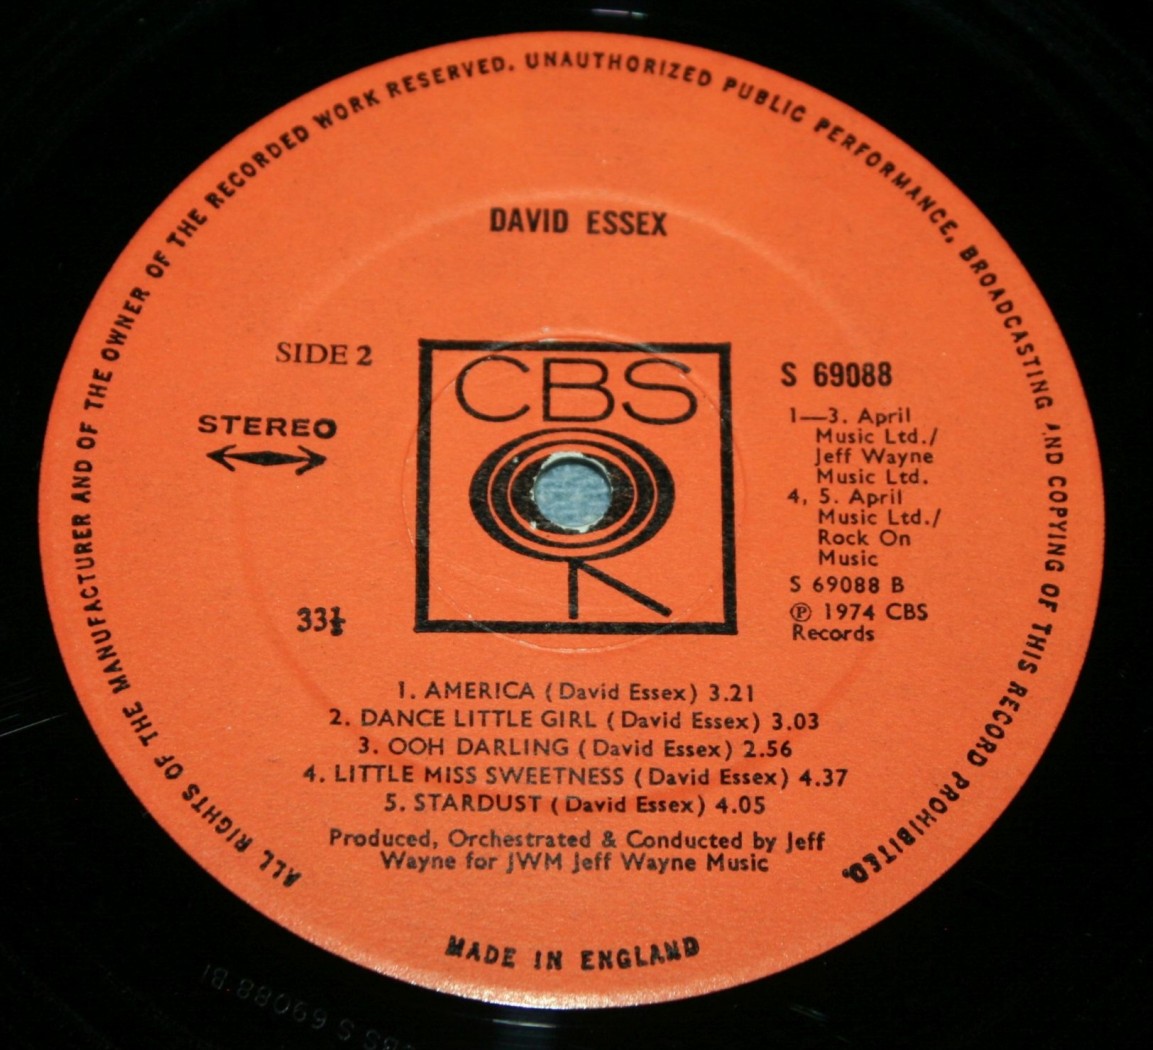 ALL RIGHTS OF THE MANUFACTURER AND OF THE OWNER OF THE RECORDED WORK RESERVED. UNAUTHORIZED PUBLIC PERFORMANCE, BROADCASTING AND COPYING OF THIS RECORD PROHIBITED.
DAVID ESSEX
SIDE 2
STEREO
33⅓
CBS
S 69088
1—3. April
Music Ltd./
Jeff Wayne
Music Ltd.
4, 5. April
Music Ltd./
Rock On
Music
S 69088 B
℗ 1974 CBS
Records
1. AMERICA (David Essex) 3.21
2. DANCE LITTLE GIRL (David Essex) 3.03
3. OOH DARLING (David Essex) 2.56
4. LITTLE MISS SWEETNESS (David Essex) 4.37
5. STARDUST (David Essex) 4.05
Produced, Orchestrated & Conducted by Jeff
Wayne for JWM Jeff Wayne Music
MADE IN ENGLAND
CBS S 69088 B1